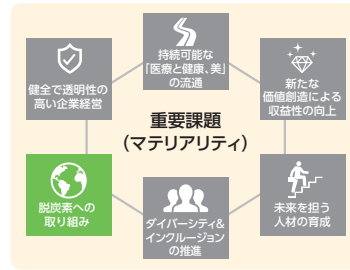 持続可能な
「医療と健康、美」
の流通
健全で透明性の
高い企業経営
新たな
価値創造による
収益性の向上
重要課題
(マテリアリティ)
脱炭素への
取り組み
ダイバーシティ&
インクルージョン
の推進
未来を担う
人材の育成